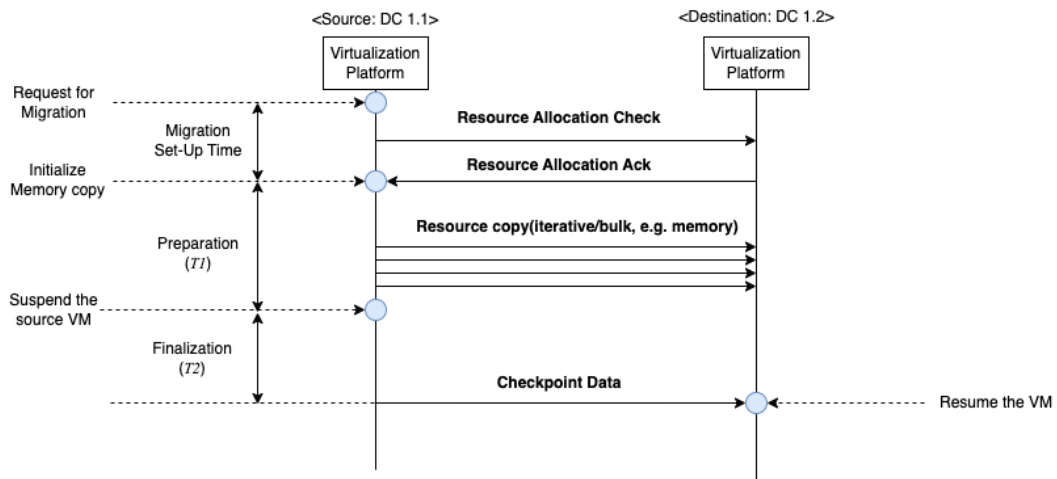 <Source: DC 1.1>
<Destination: DC 1.2>
Virtualization
Platform
Virtualization
Platform
Request for
Migration
Resource Allocation Check
Migration
Set-Up Time
Resource Allocation Ack
Initialize
Memory copy
Resource copy(iterative/bulk, e.g. memory)
Preparation
(T1)
Suspend the
source VM
Finalization
(T2)
Checkpoint Data
Resume the VM